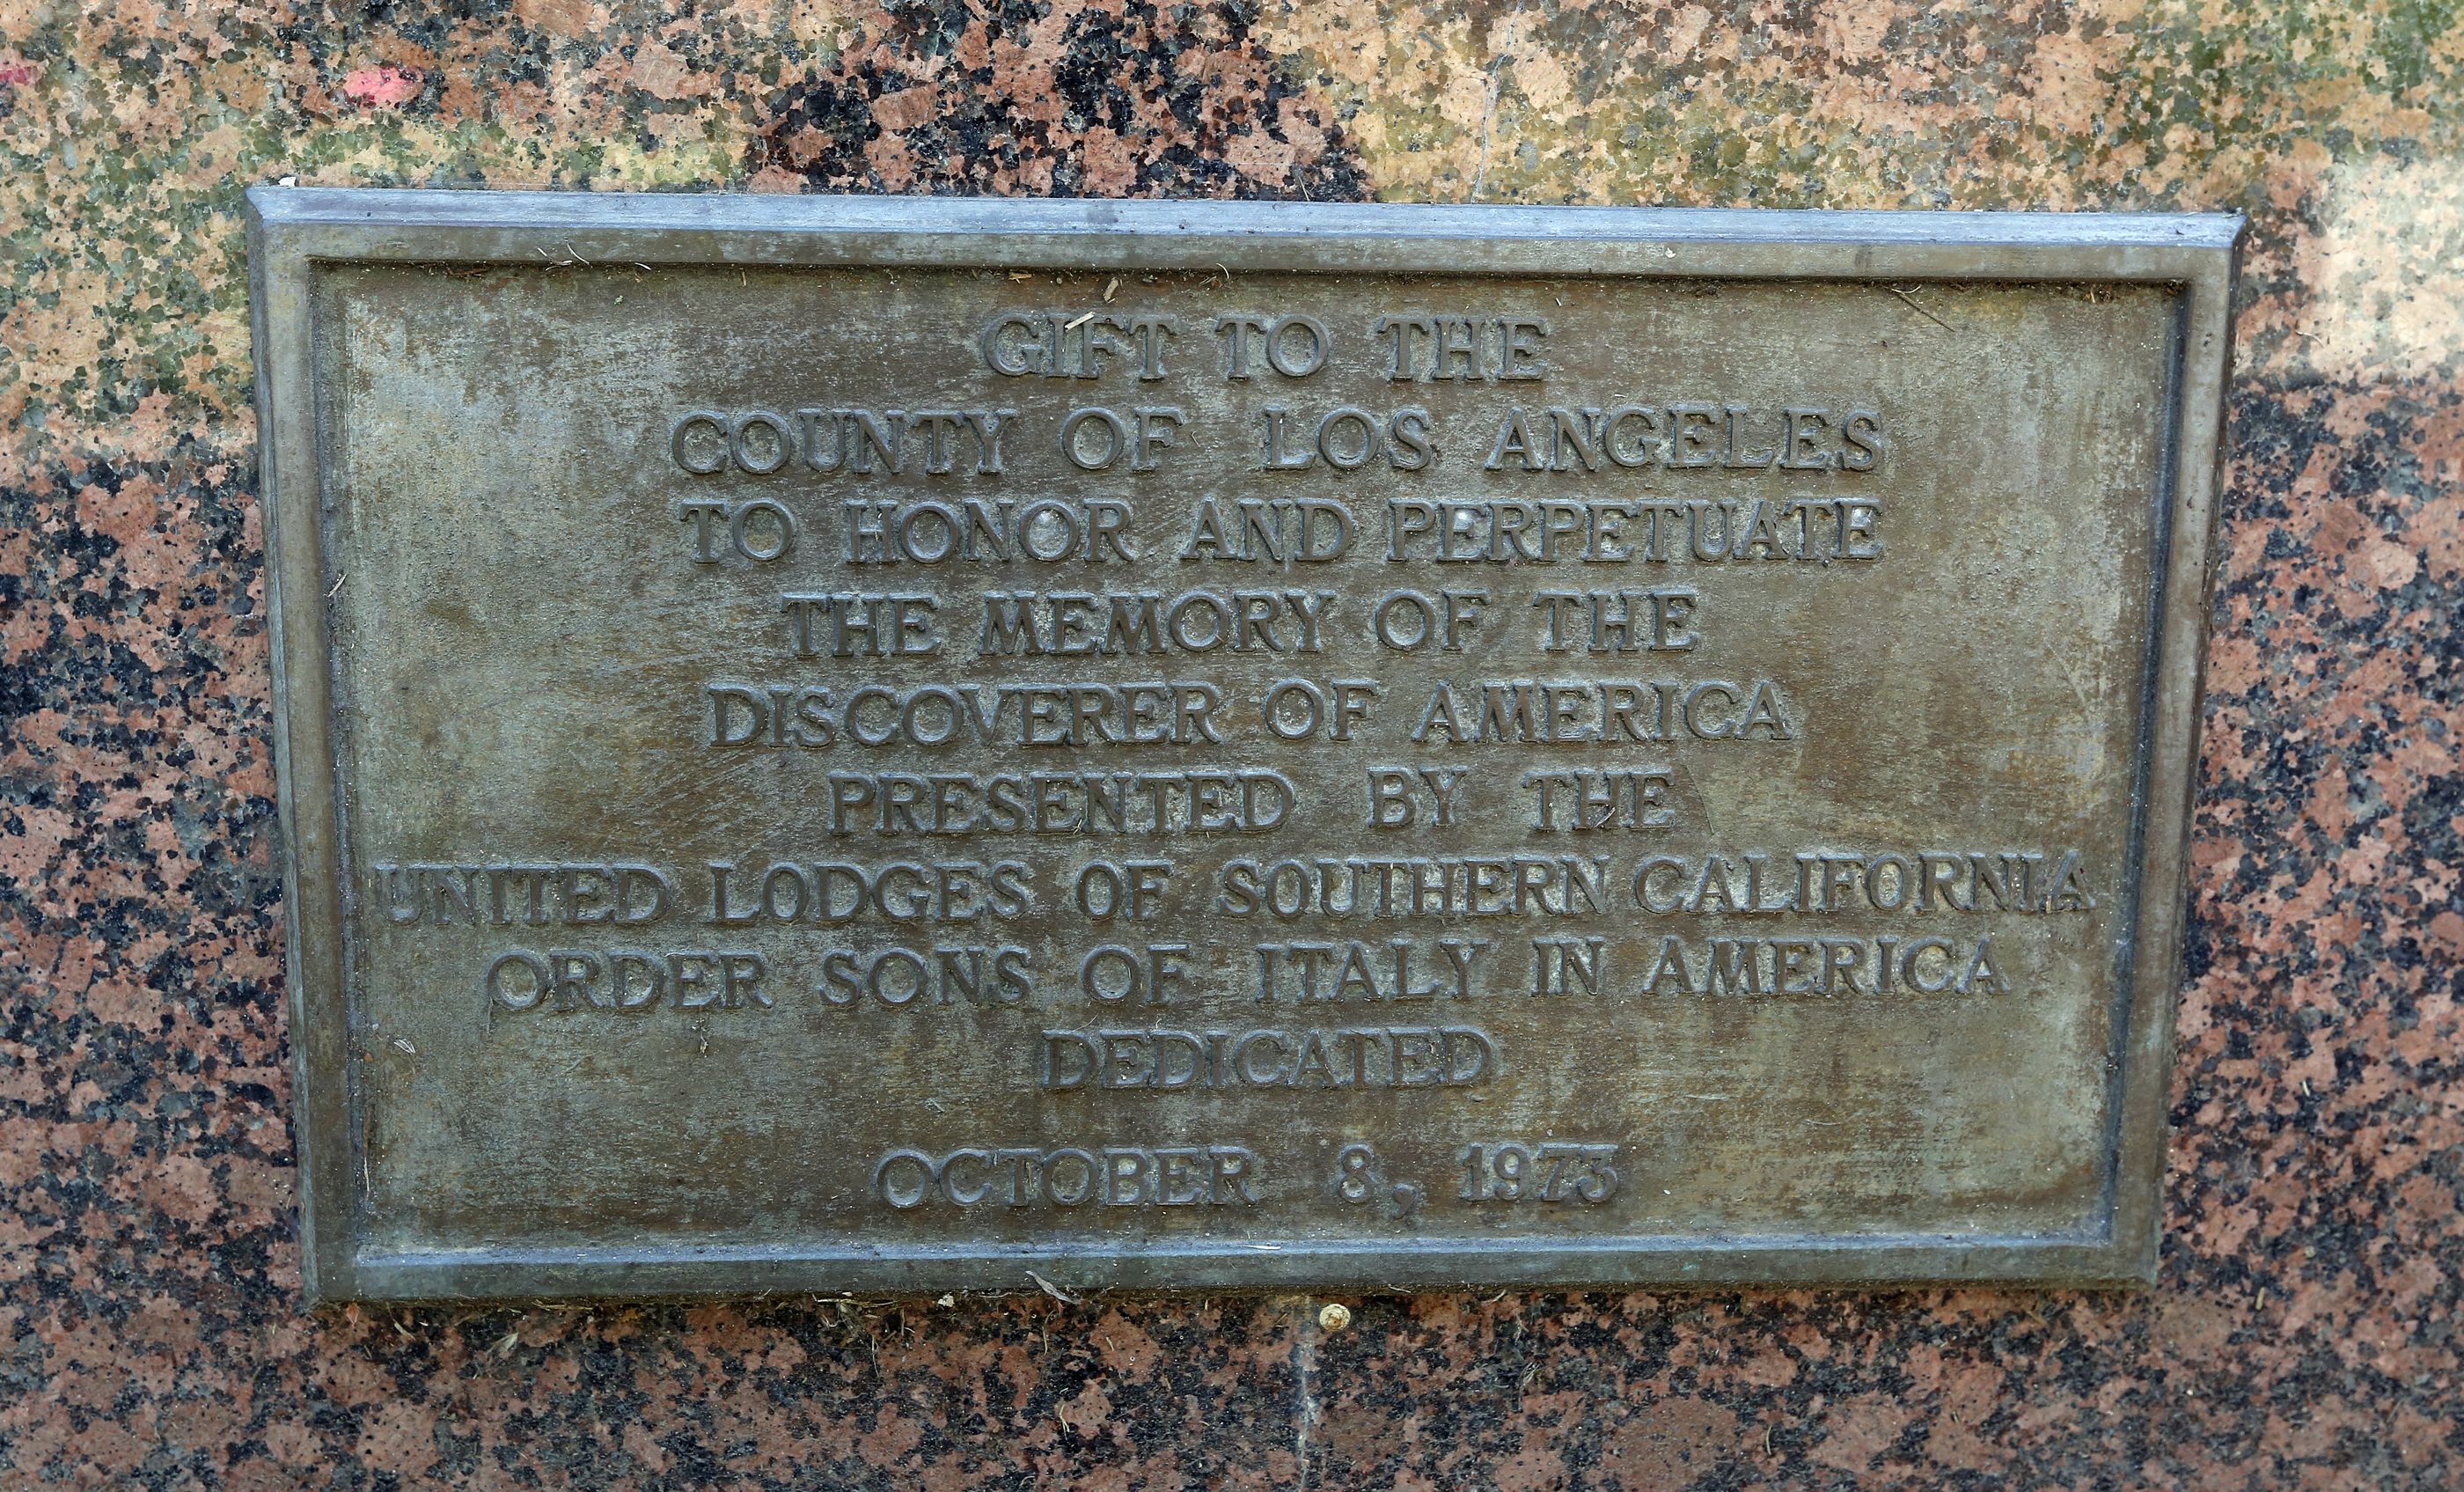 GIFT TO THE
COUNTY OF LOS ANGELES
TO HONOR AND PERPETUATE
THE MEMORY OF THE
DISCOVERER OF AMERICA
PRESENTED BY THE
UNITED LODGES OF SOUTHERN CALIFORNIA
ORDER SONS OF ITALY IN AMERICA
DEDICATED
OCTOBER 8, 1973